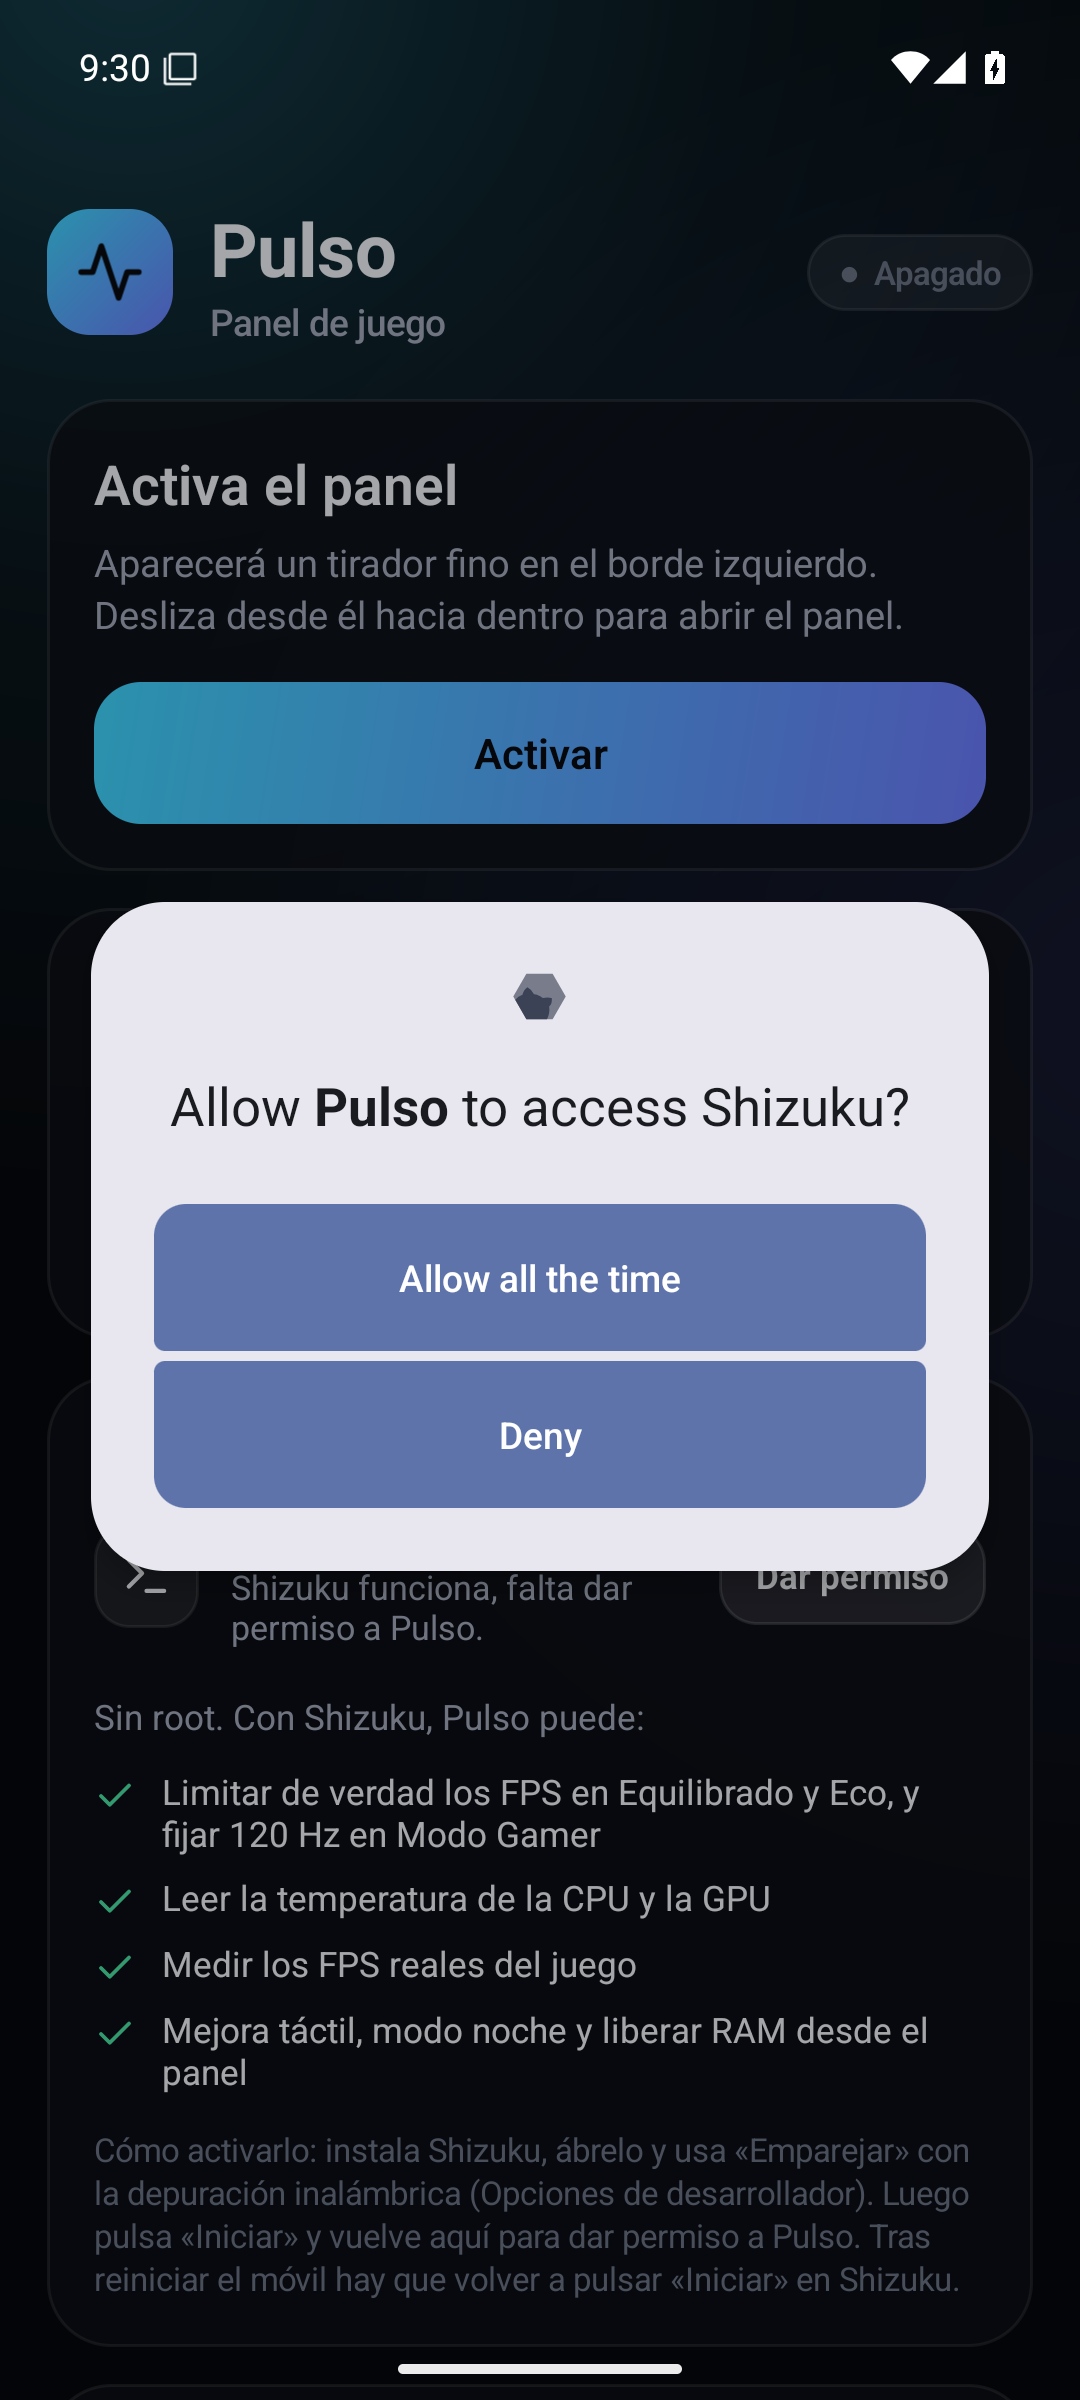 9:30
Pulso
Panel de juego
Apagado
Activa el panel
Aparecerá un tirador fino en el borde izquierdo.
Desliza desde él hacia dentro para abrir el panel.
Activar
Allow Pulso to access Shizuku?
Allow all the time
Deny
Shizuku funciona, falta dar
permiso a Pulso.
Dar permiso
Sin root. Con Shizuku, Pulso puede:
Limitar de verdad los FPS en Equilibrado y Eco, y
fijar 120 Hz en Modo Gamer
Leer la temperatura de la CPU y la GPU
Medir los FPS reales del juego
Mejora táctil, modo noche y liberar RAM desde el
panel
Cómo activarlo: instala Shizuku, ábrelo y usa «Emparejar» con
la depuración inalámbrica (Opciones de desarrollador). Luego
pulsa «Iniciar» y vuelve aquí para dar permiso a Pulso. Tras
reiniciar el móvil hay que volver a pulsar «Iniciar» en Shizuku.